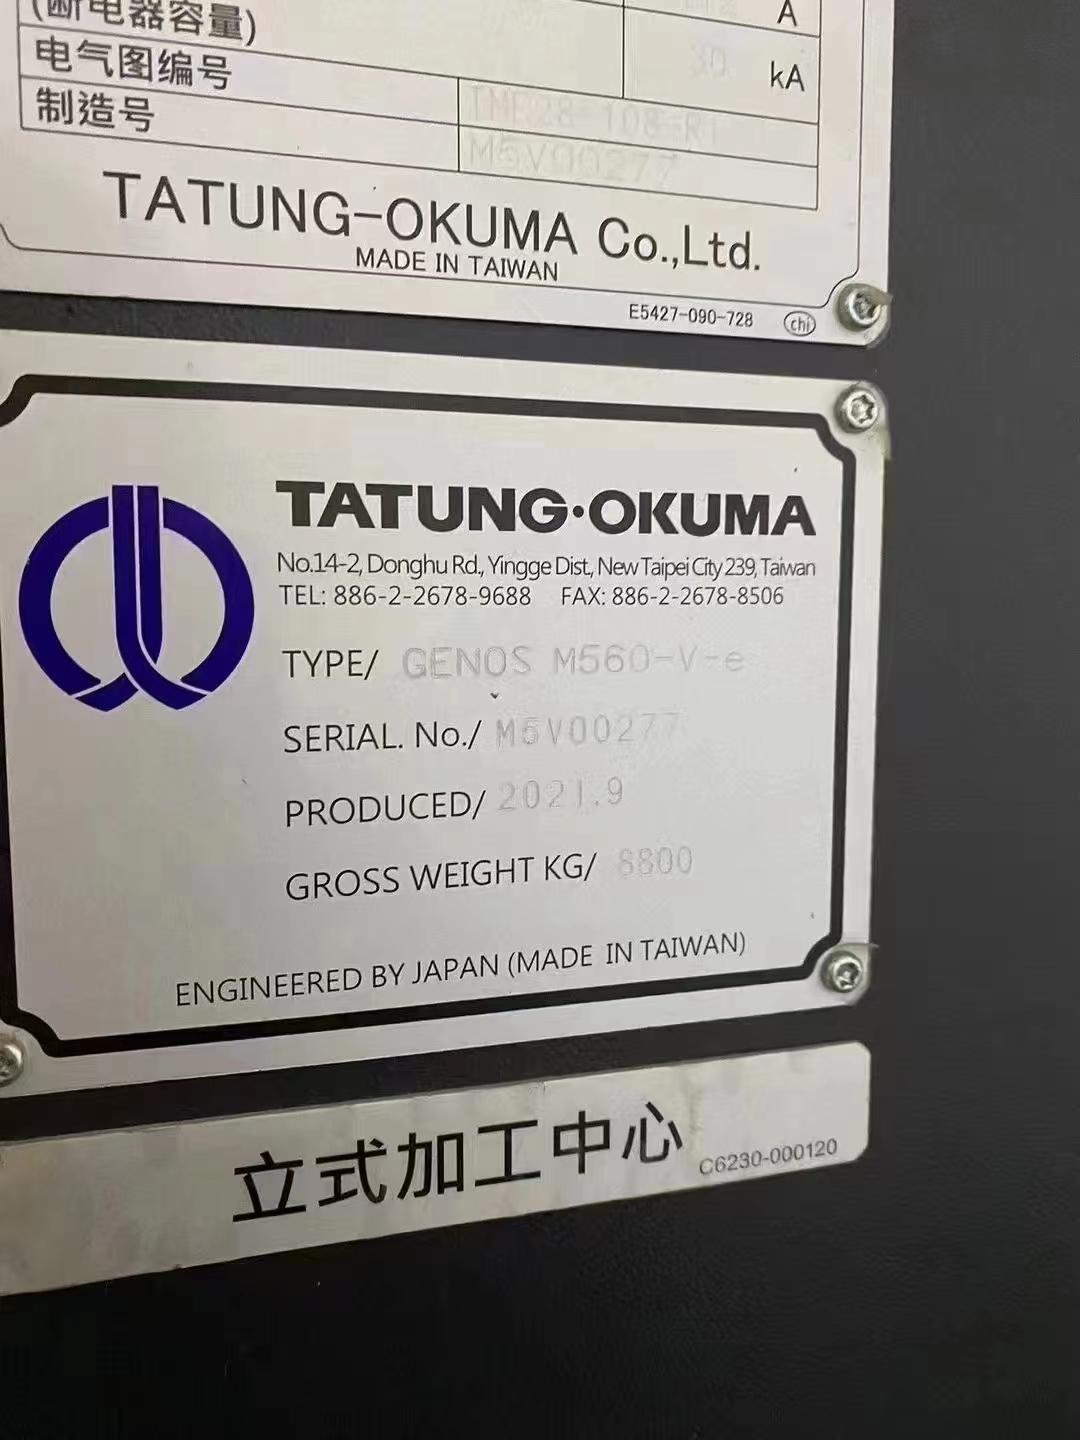 (断电器容量)
A
30 kA
电气图编号
制造号
M5V00277
TATUNG-OKUMA Co.,Ltd.
MADE IN TAIWAN
E5427-090-728 chi
TATUNG·OKUMA
No.14-2, Donghu Rd., Yingge Dist, New Taipei City 239, Taiwan
TEL: 886-2-2678-9688 FAX: 886-2-2678-8506
TYPE/ GENOS M560-V-e
SERIAL. No./ M5V00277
PRODUCED/ 2021.9
GROSS WEIGHT KG/ 8800
ENGINEERED BY JAPAN (MADE IN TAIWAN)
立式加工中心 C6230-000120